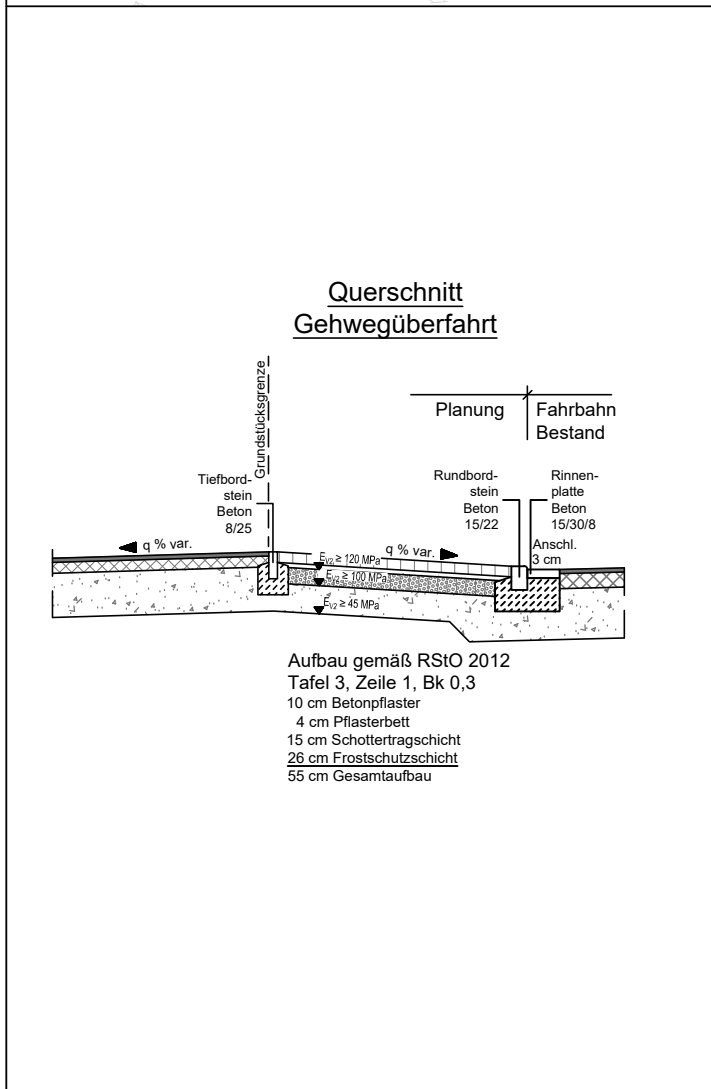 Querschnitt
Gehwegüberfahrt
Grundstücksgrenze
Planung
Fahrbahn
Bestand
Tiefbord-
stein
Beton
8/25
Rundbord-
stein
Beton
15/22
Rinnen-
platte
Beton
15/30/8
Anschl.
3 cm
q % var.
q % var.
EV2 ≥ 120 MPa
EV2 ≥ 100 MPa
EV2 ≥ 45 MPa
Aufbau gemäß RStO 2012
Tafel 3, Zeile 1, Bk 0,3
10 cm Betonpflaster
4 cm Pflasterbett
15 cm Schottertragschicht
26 cm Frostschutzschicht
55 cm Gesamtaufbau